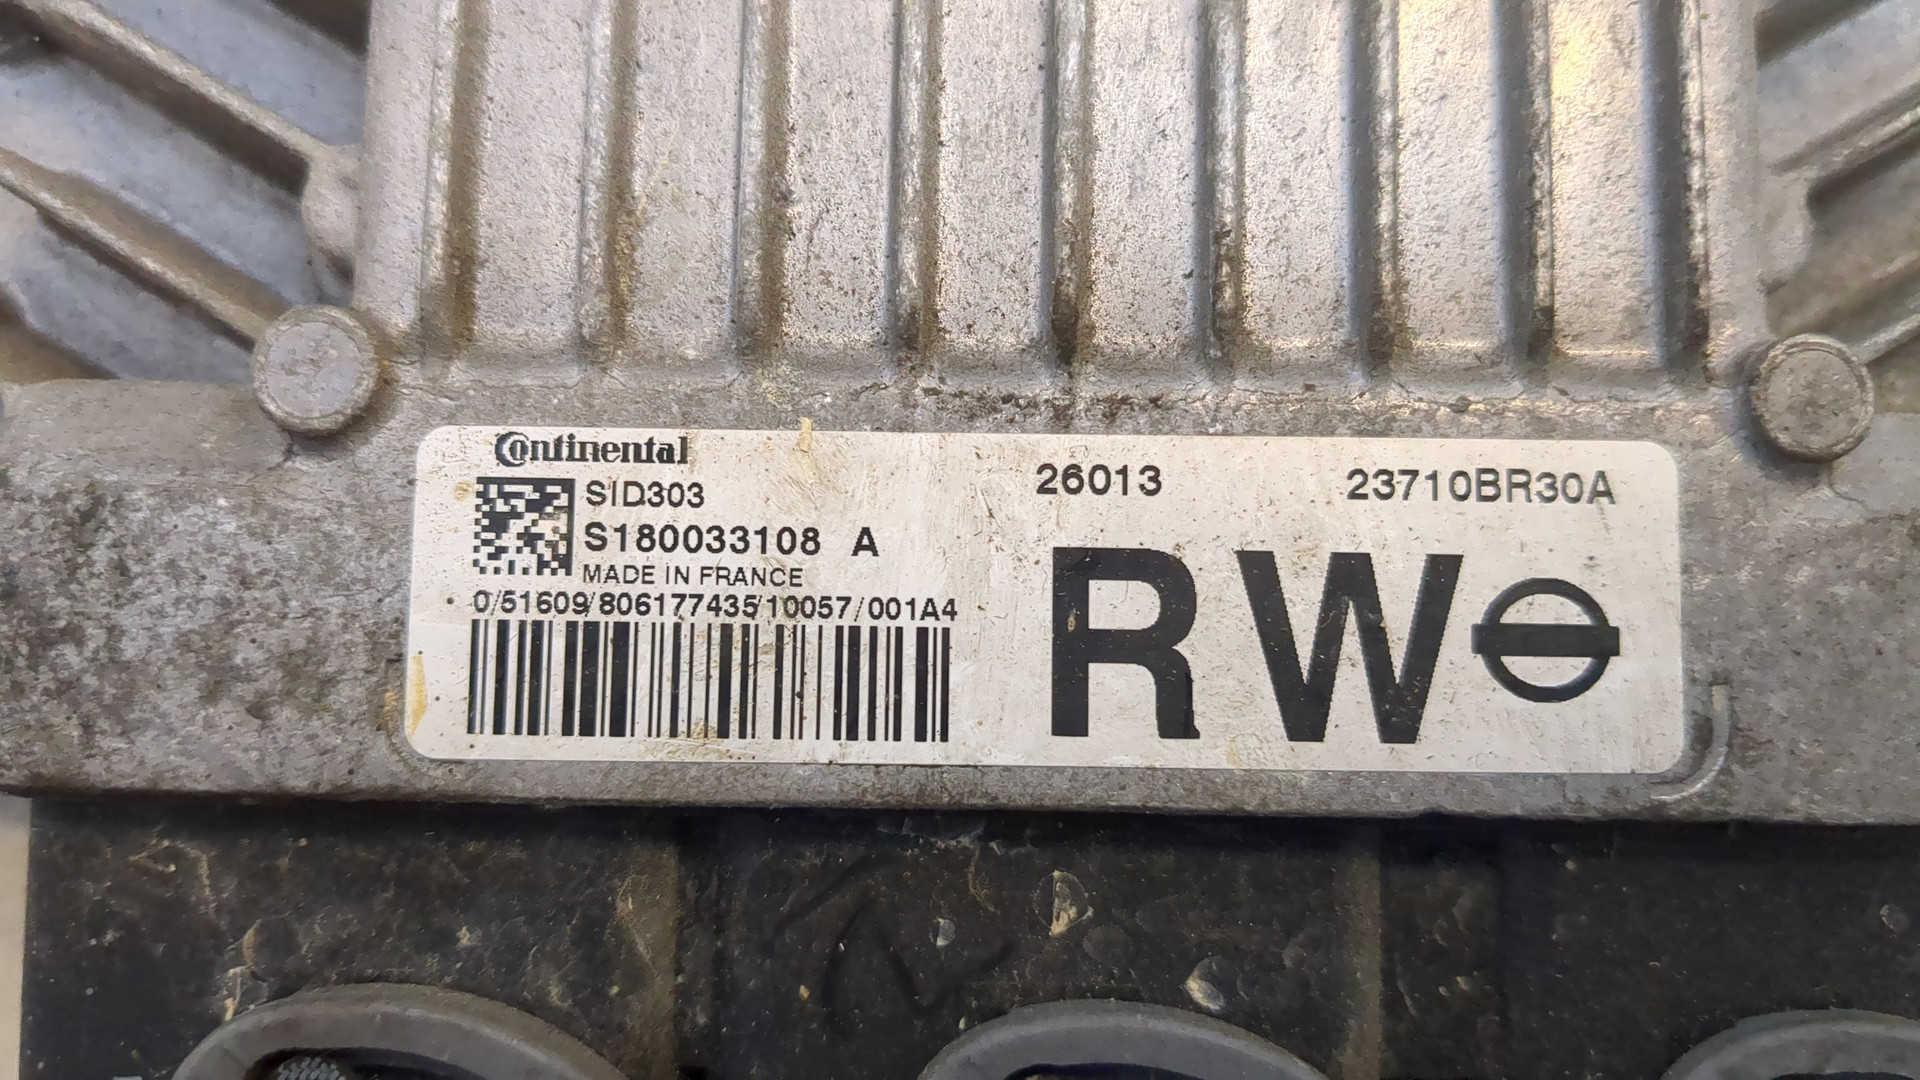 Continental
SID303
S180033108 A
MADE IN FRANCE
0/51609/806177435/10057/001A4
26013 23710BR30A
RW